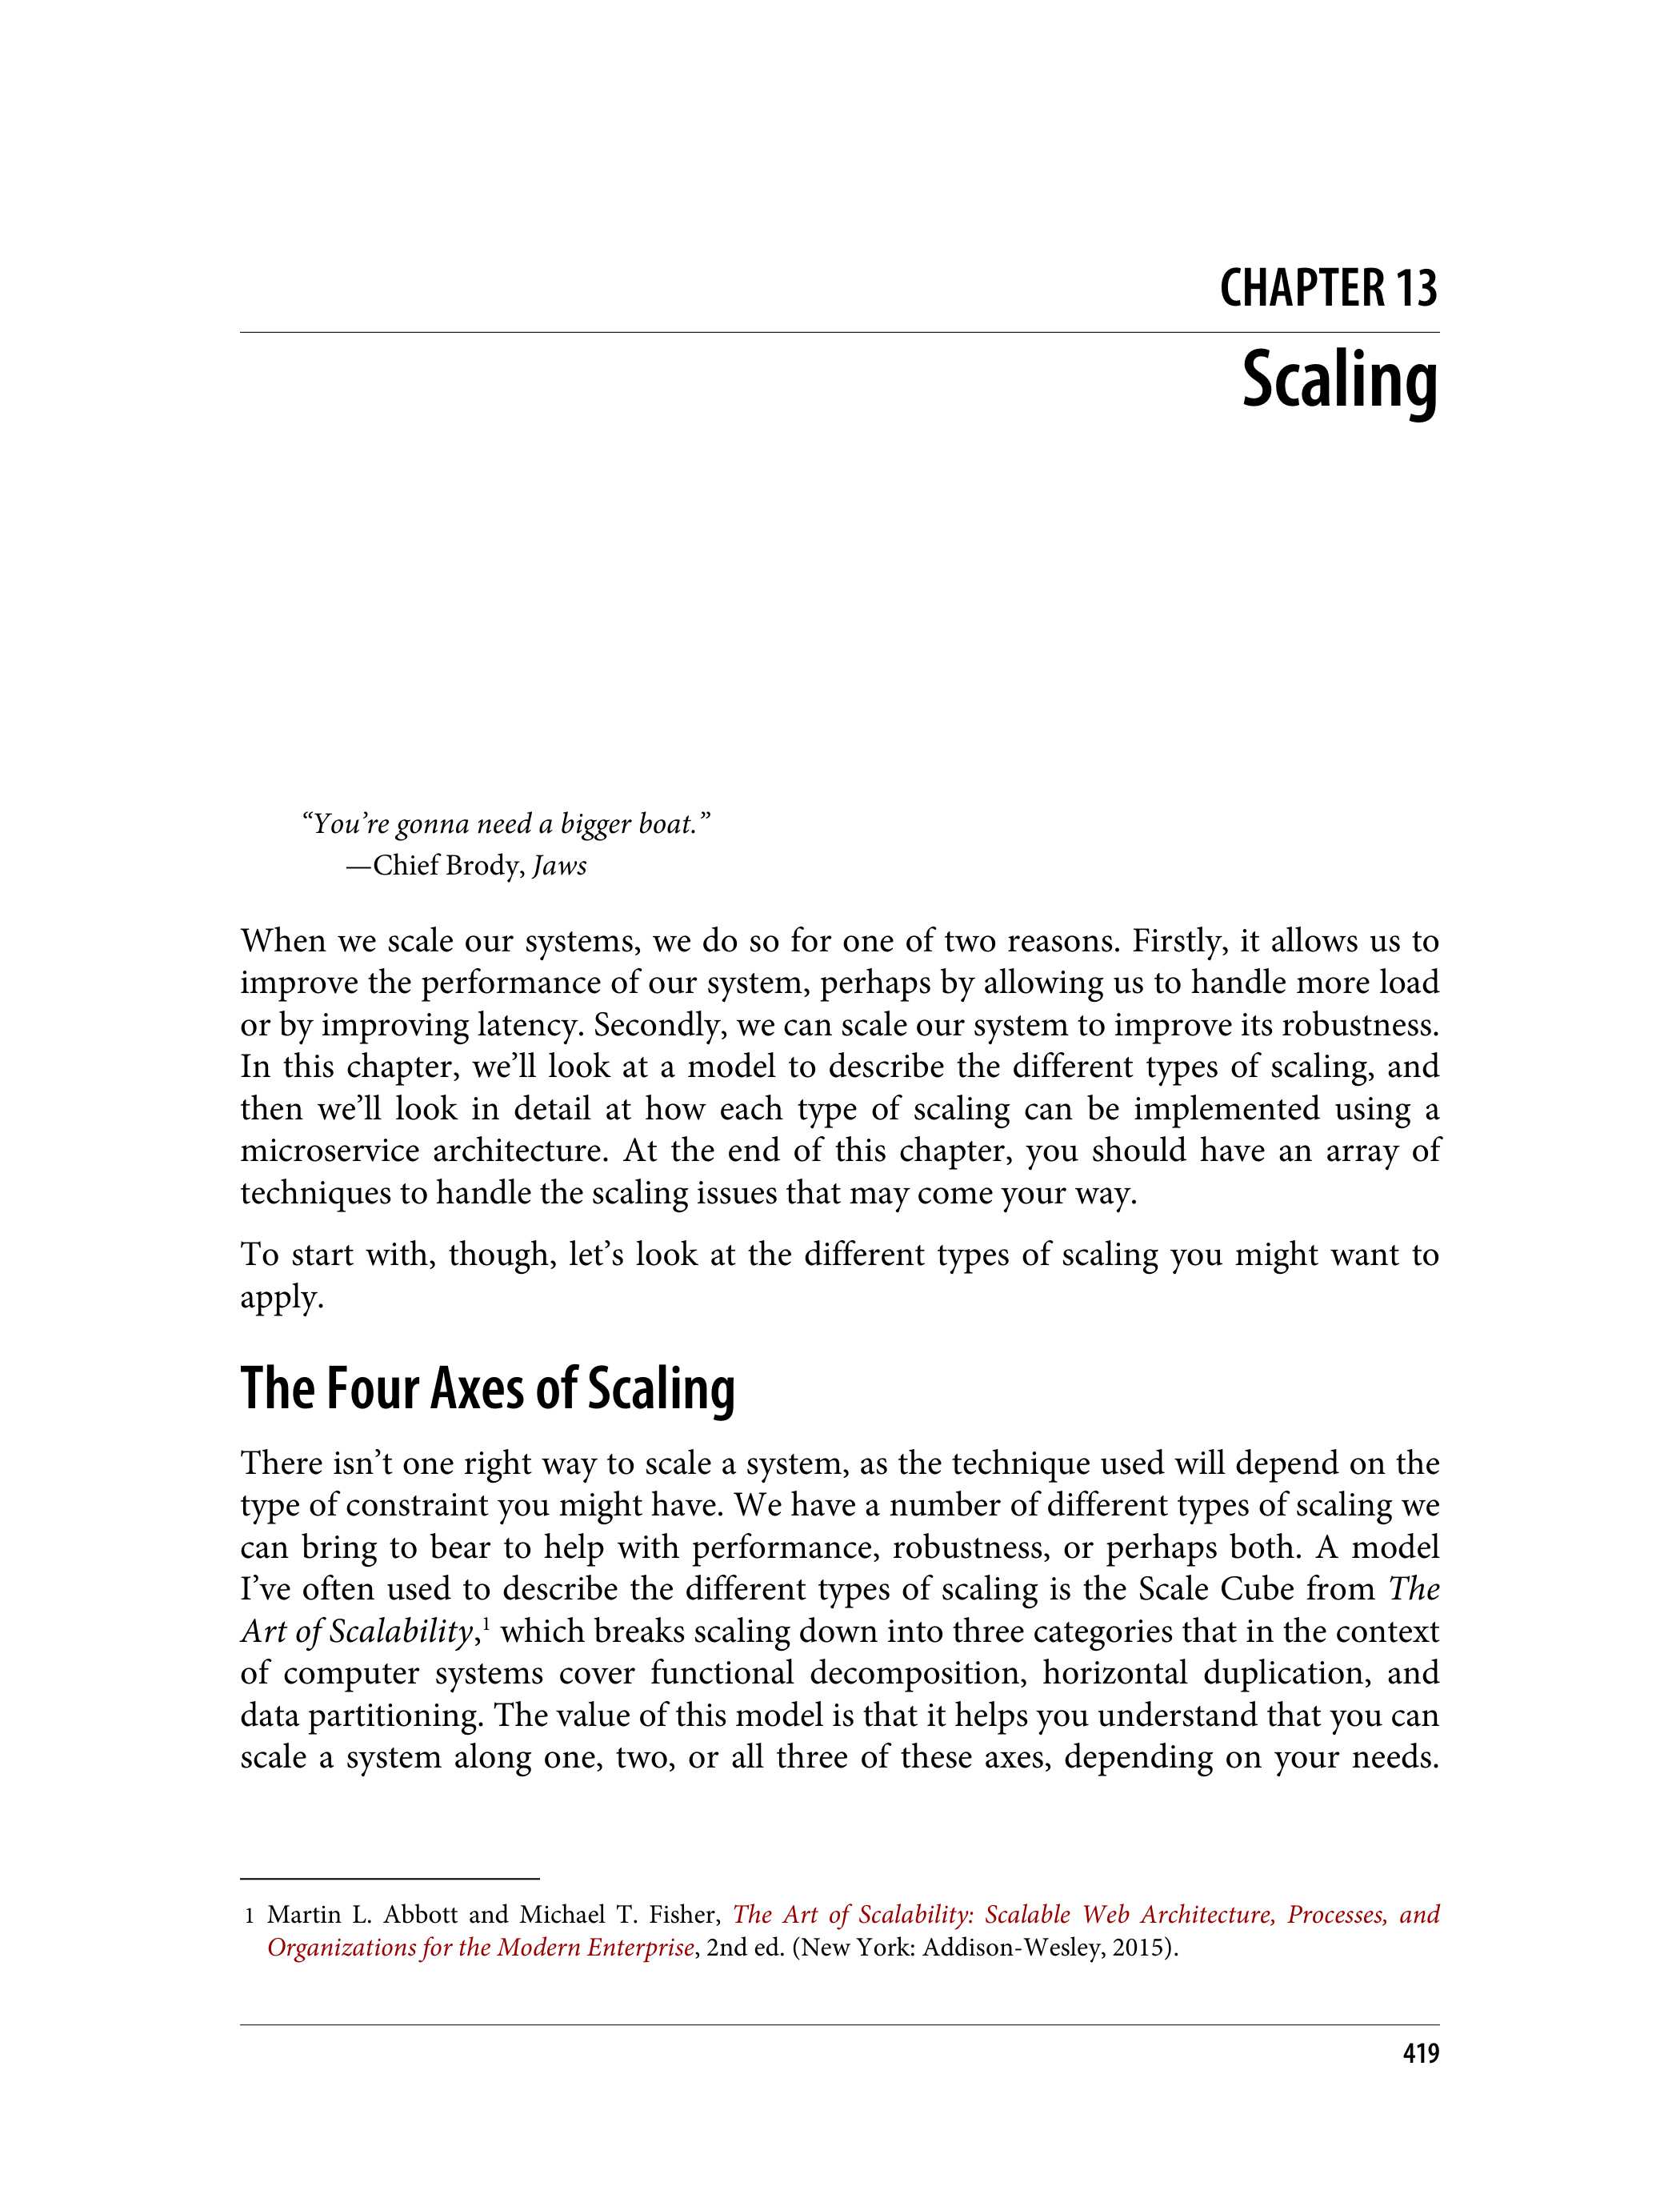 CHAPTER 13
Scaling
“You’re gonna need a bigger boat.”
—Chief Brody, Jaws
When we scale our systems, we do so for one of two reasons. Firstly, it allows us to
improve the performance of our system, perhaps by allowing us to handle more load
or by improving latency. Secondly, we can scale our system to improve its robustness.
In this chapter, we’ll look at a model to describe the different types of scaling, and
then we’ll look in detail at how each type of scaling can be implemented using a
microservice architecture. At the end of this chapter, you should have an array of
techniques to handle the scaling issues that may come your way.
To start with, though, let’s look at the different types of scaling you might want to
apply.
The Four Axes of Scaling
There isn’t one right way to scale a system, as the technique used will depend on the
type of constraint you might have. We have a number of different types of scaling we
can bring to bear to help with performance, robustness, or perhaps both. A model
I’ve often used to describe the different types of scaling is the Scale Cube from The
Art of Scalability,1 which breaks scaling down into three categories that in the context
of computer systems cover functional decomposition, horizontal duplication, and
data partitioning. The value of this model is that it helps you understand that you can
scale a system along one, two, or all three of these axes, depending on your needs.
1 Martin L. Abbott and Michael T. Fisher, The Art of Scalability: Scalable Web Architecture, Processes, and
Organizations for the Modern Enterprise, 2nd ed. (New York: Addison-Wesley, 2015).
419